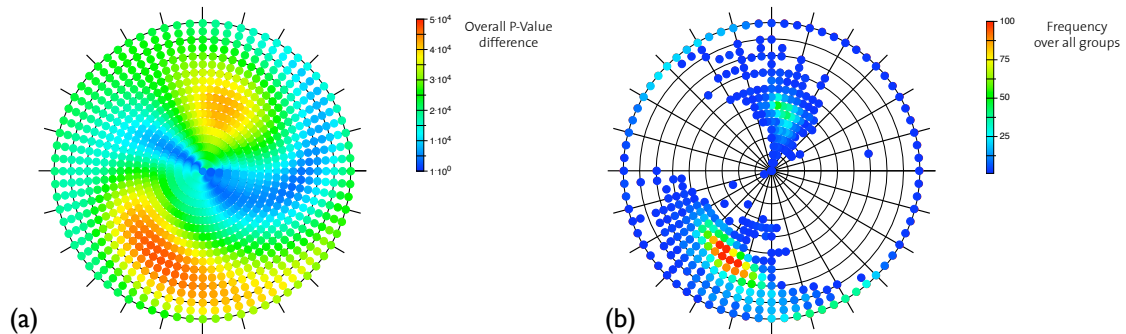 5·10⁴
4·10⁴
3·10⁴
2·10⁴
1·10⁴
1·10⁰
Overall P-Value
difference
(a)
100
75
50
25
Frequency
over all groups
(b)